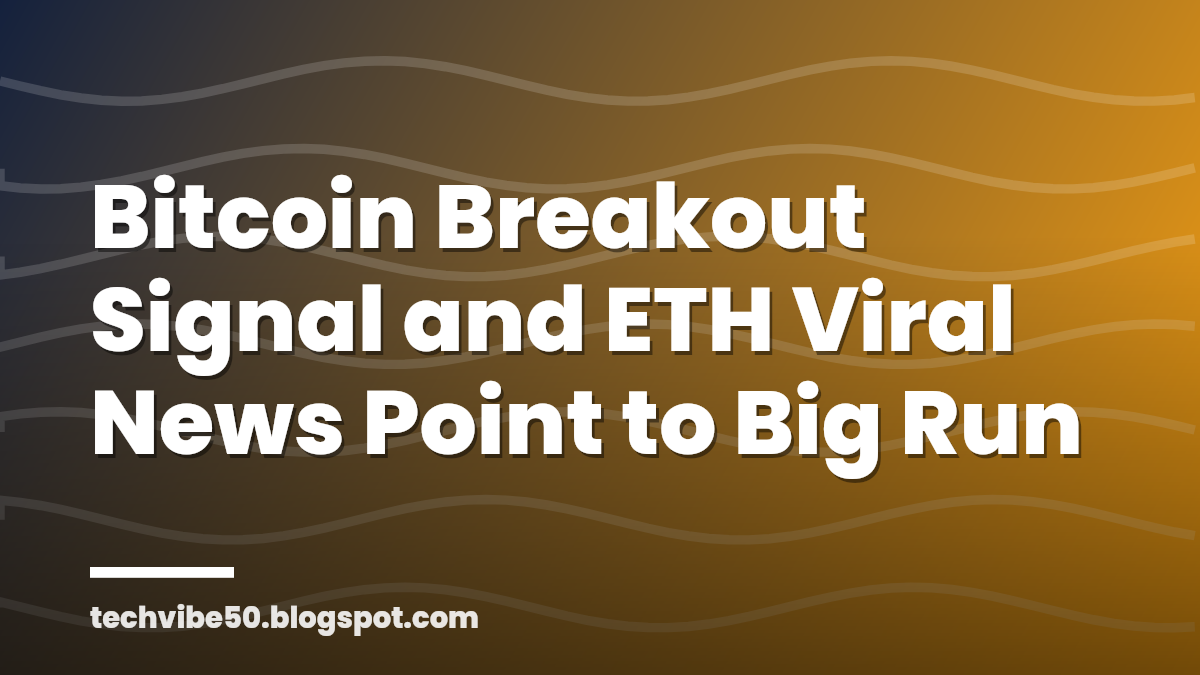 Bitcoin Breakout
Signal and ETH Viral
News Point to Big Run
techvibe50.blogspot.com